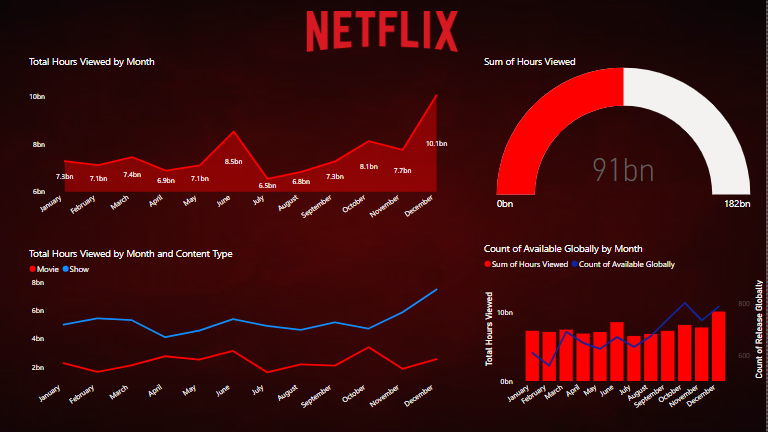 NETFLIX
Total Hours Viewed by Month
10bn
8bn
6bn
7.3bn
7.1bn
7.4bn
6.9bn
7.1bn
8.5bn
6.5bn
6.8bn
7.3bn
8.1bn
7.7bn
10.1bn
January
February
March
April
May
June
July
August
September
October
November
December
Sum of Hours Viewed
91bn
0bn
182bn
Total Hours Viewed by Month and Content Type
Movie Show
8bn
6bn
4bn
2bn
January
February
March
April
May
June
July
August
September
October
November
December
Count of Available Globally by Month
Sum of Hours Viewed Count of Available Globally
Total Hours Viewed
10bn
0bn
800
600
Count of Release Globally
January
February
March
April
May
June
July
August
September
October
November
December